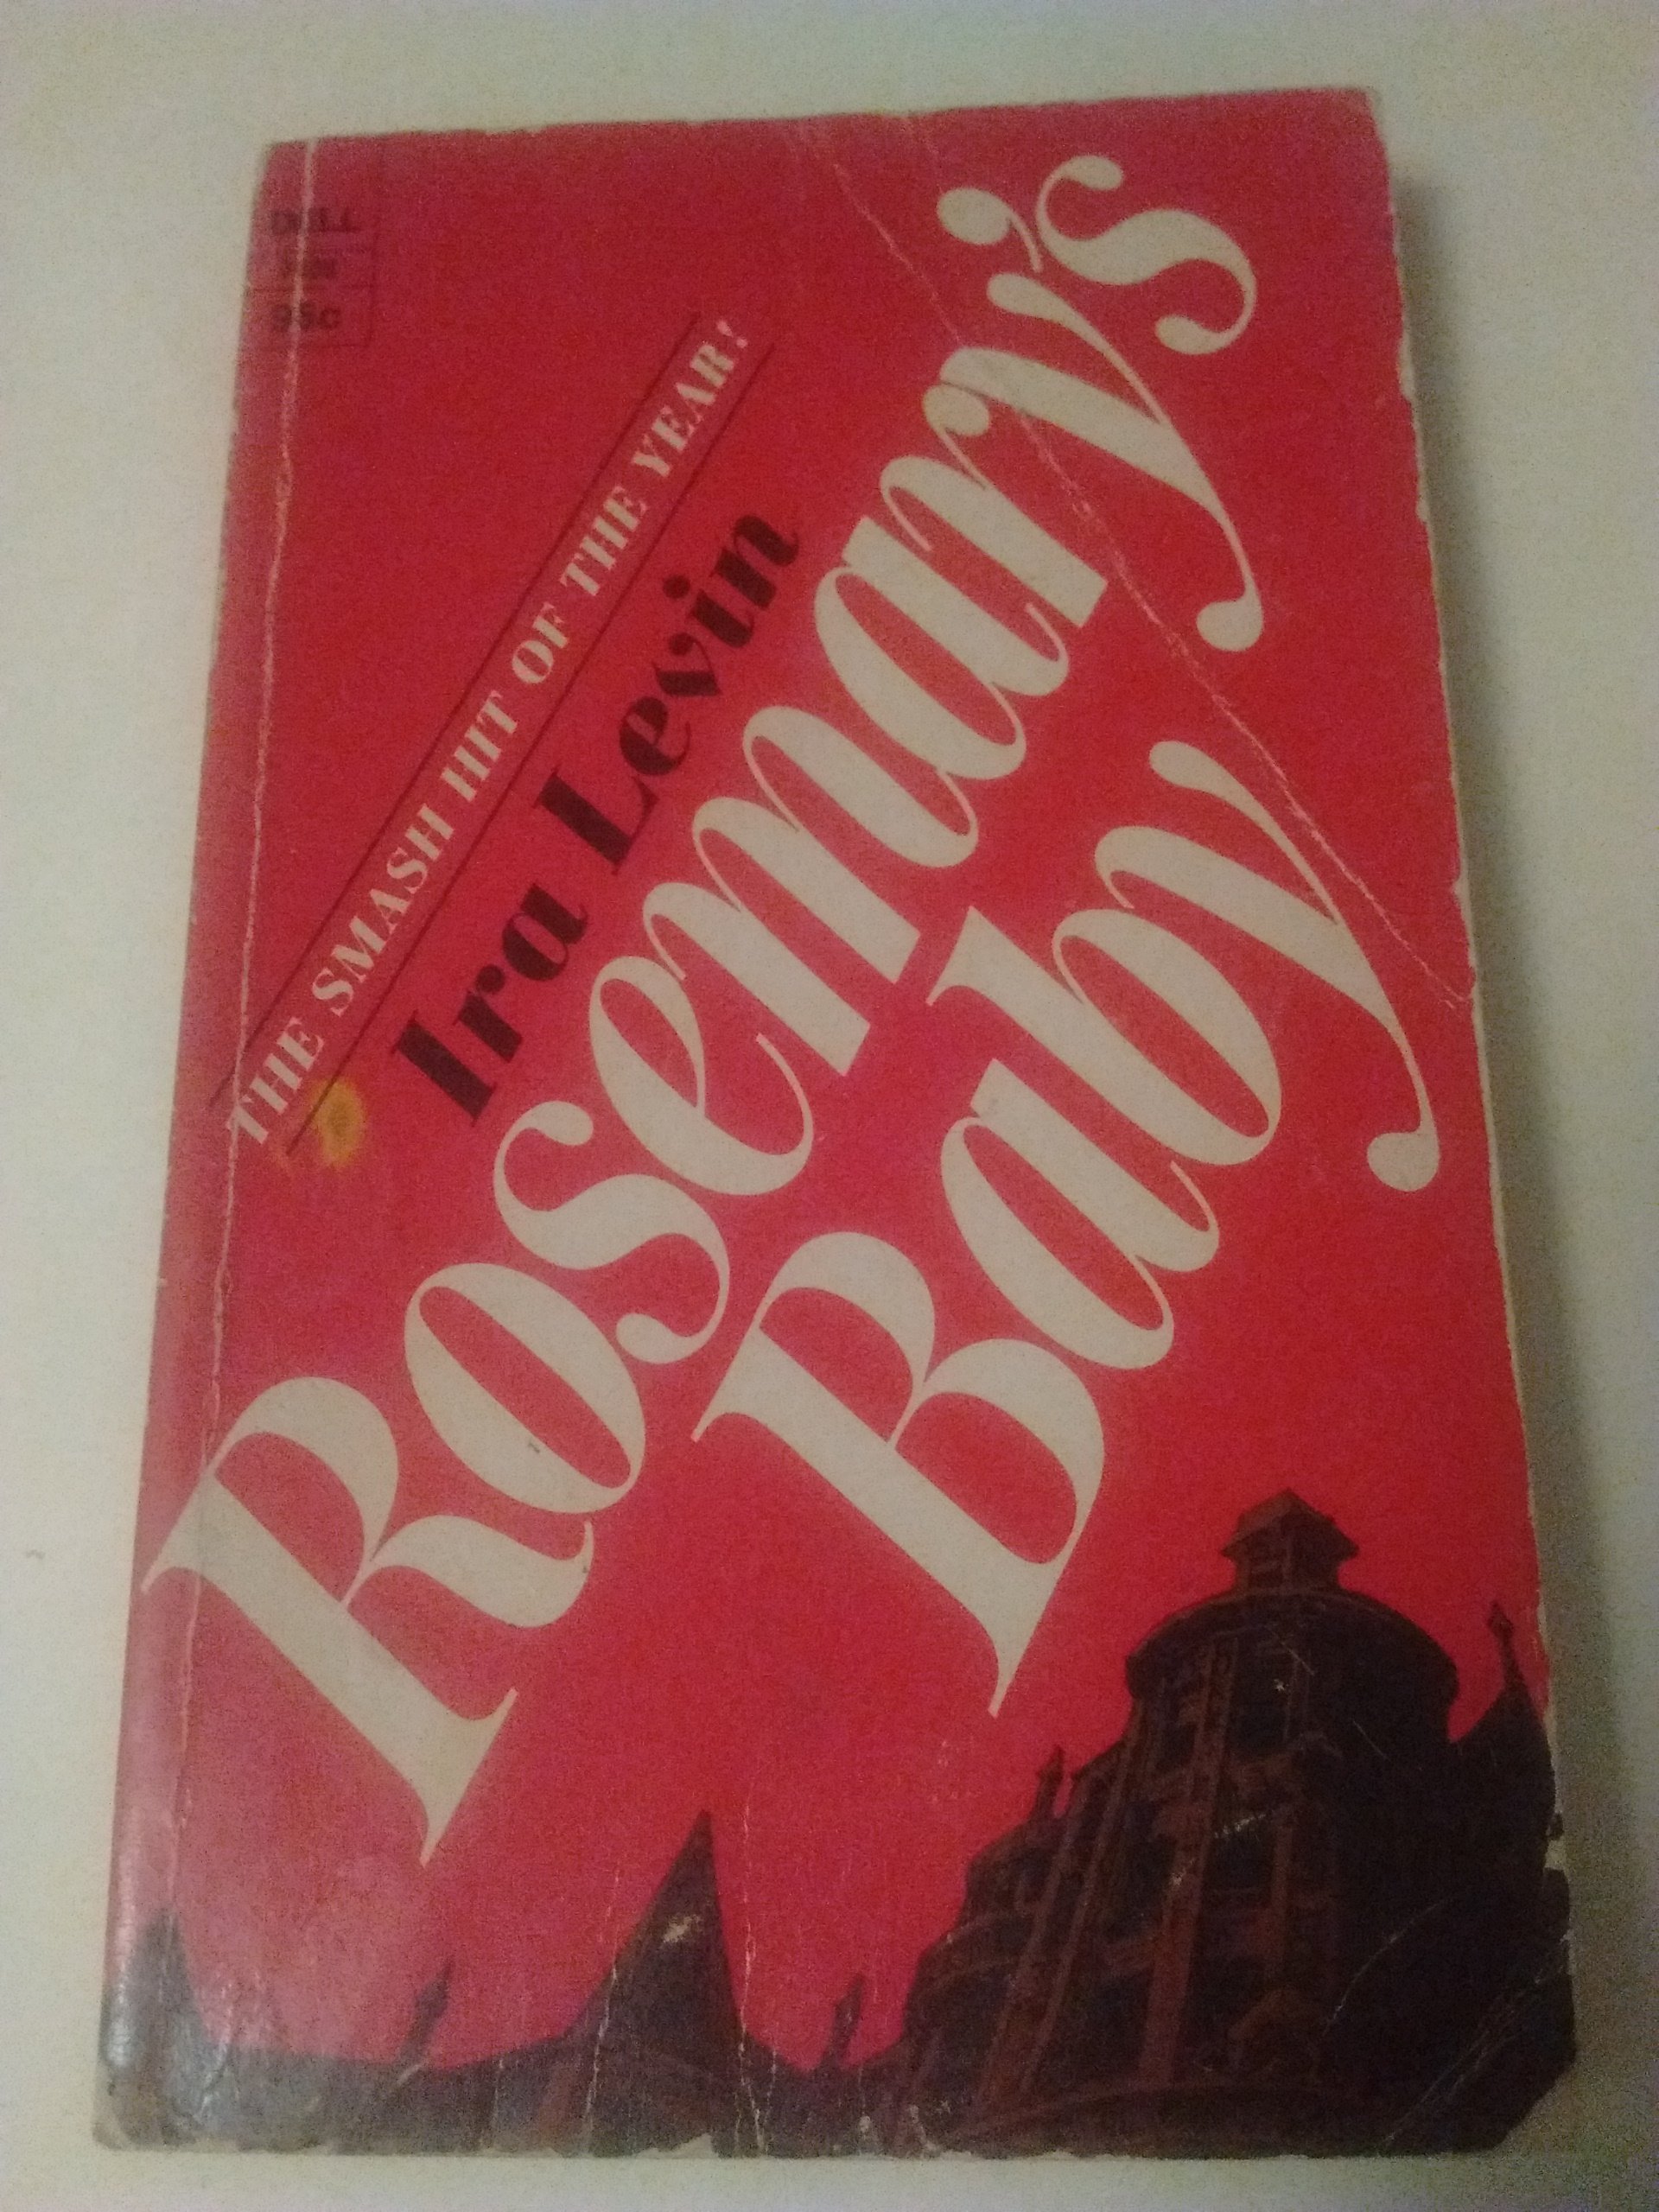 DELL
95c
THE SMASH HIT OF THE YEAR!
Ira Levin
Rosemary's
Baby